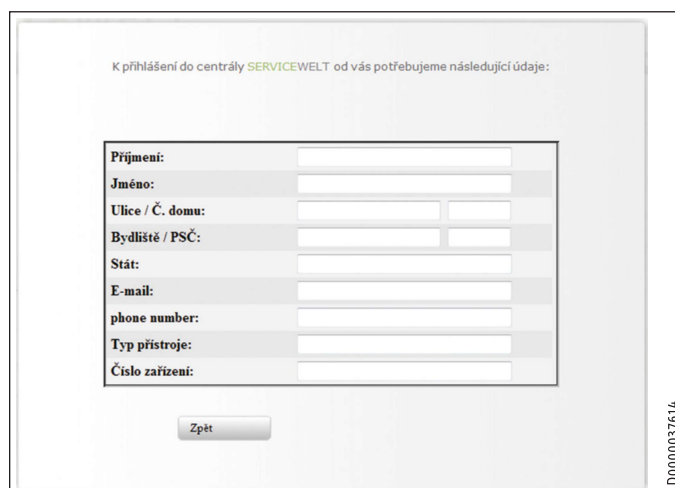 K přihlášení do centrály SERVICEWELT od vás potřebujeme následující údaje:
Příjmení:
Jméno:
Ulice / Č. domu:
Bydliště / PSČ:
Stát:
E-mail:
phone number:
Typ přístroje:
Číslo zařízení:
Zpět
D0000037614